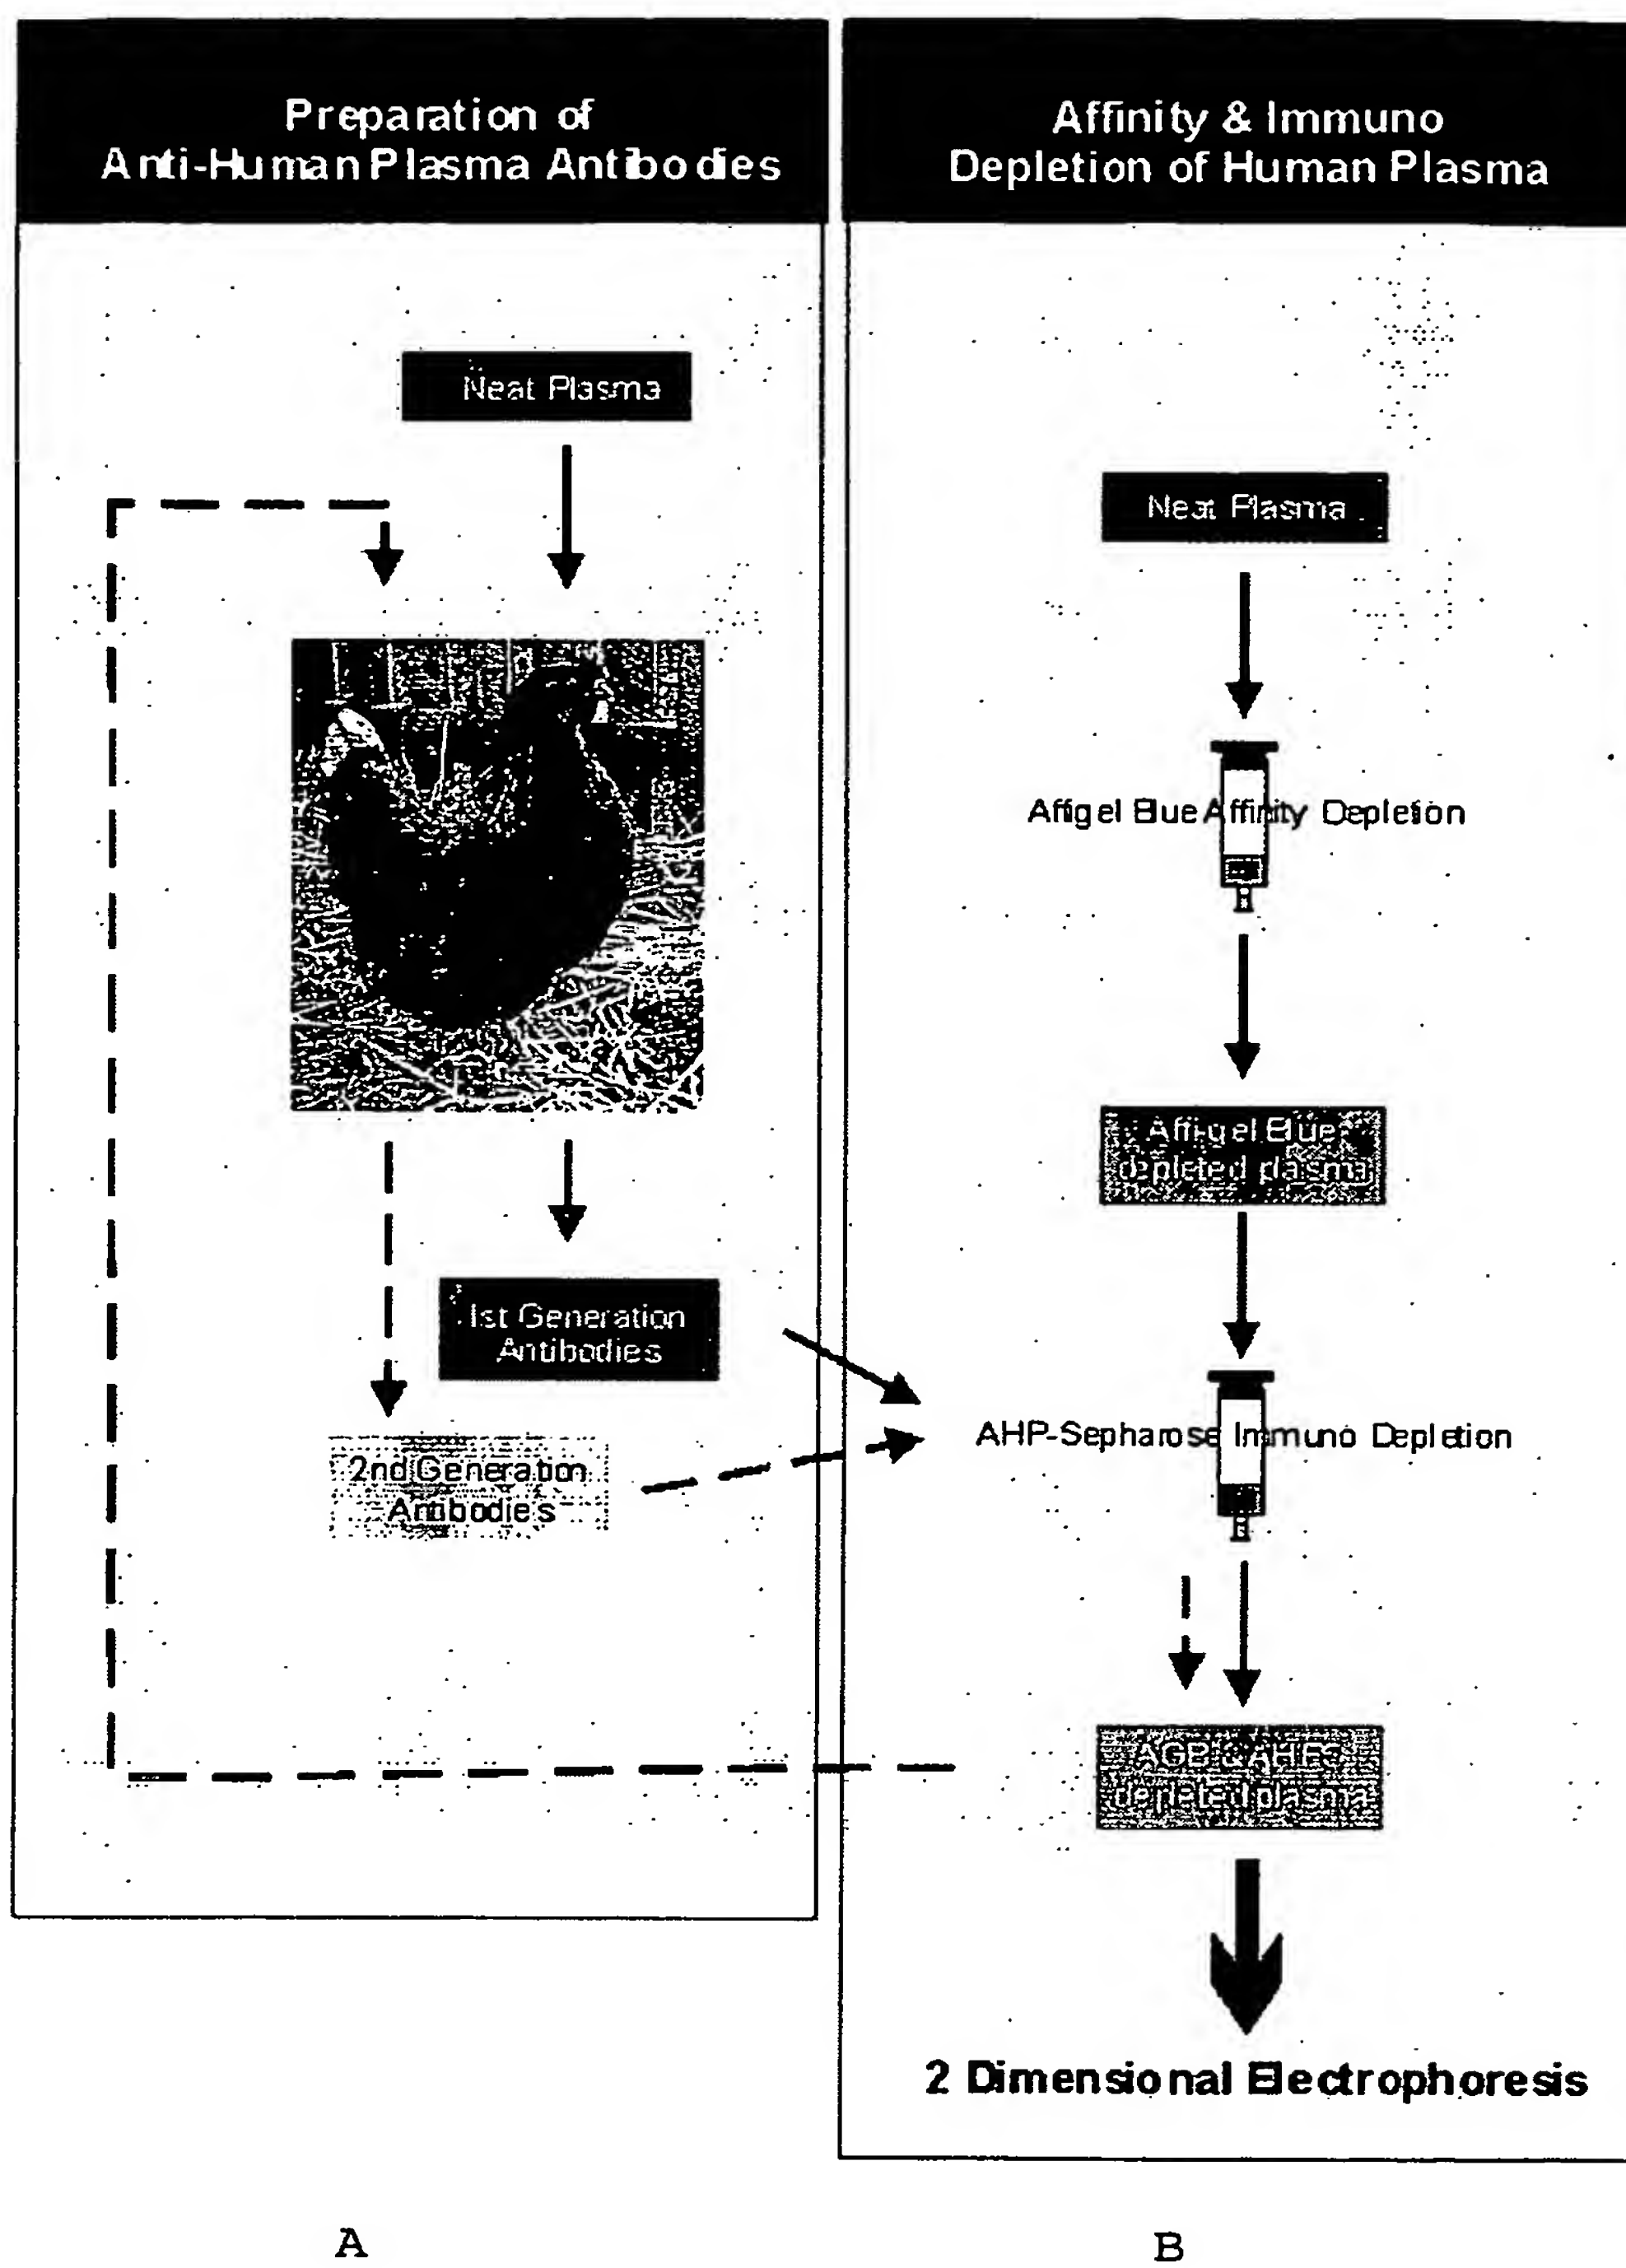 Preparation of
Anti-Human Plasma Antibodies
Neat Plasma
1st Generation
Antibodies
2nd Generation
Antibodies
Affinity & Immuno
Depletion of Human Plasma
Neat Plasma
Affigel Blue Affinity Depletion
Affi-gel Blue
depleted plasma
AHP-Sepharose Immuno Depletion
AGB & AHPS
depleted plasma
2 Dimensional Electrophoresis
A
B